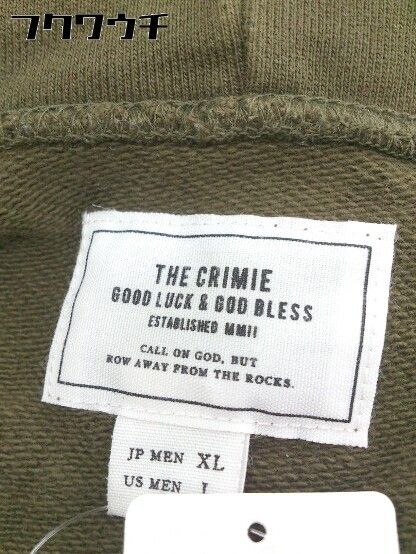 フクワウチ
THE CRIMIE
GOOD LUCK & GOD BLESS
ESTABLISHED MMII
CALL ON GOD, BUT
ROW AWAY FROM THE ROCKS.
JP MEN XL
US MEN L